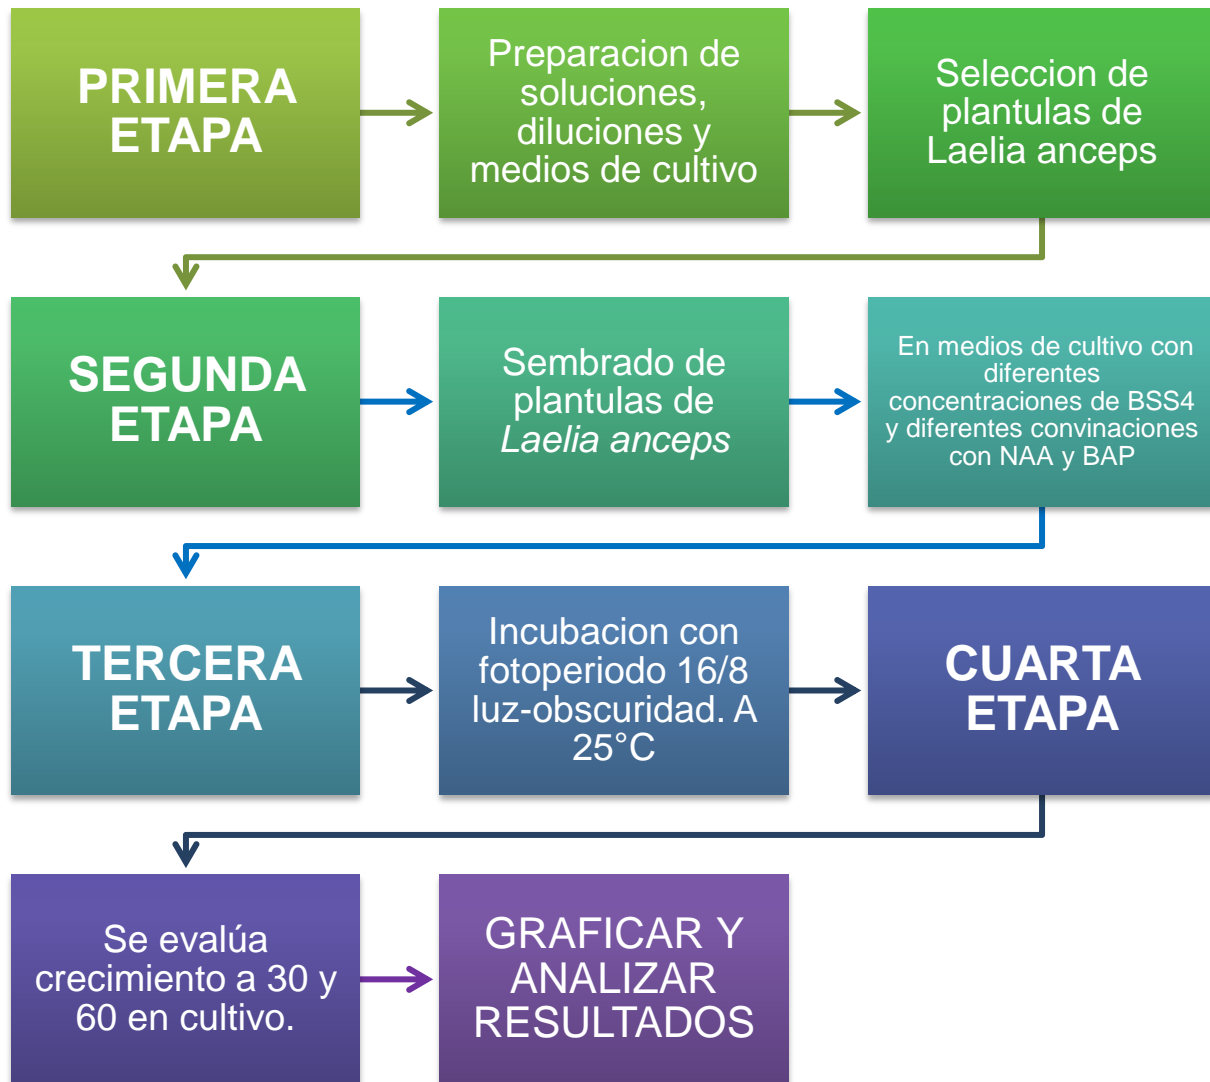 PRIMERA
ETAPA
Preparacion de
soluciones,
diluciones y
medios de cultivo
Seleccion de
plantulas de
Laelia anceps
SEGUNDA
ETAPA
Sembrado de
plantulas de
Laelia anceps
En medios de cultivo con
diferentes
concentraciones de BSS4
y diferentes convinaciones
con NAA y BAP
TERCERA
ETAPA
Incubacion con
fotoperiodo 16/8
luz-obscuridad. A
25°C
CUARTA
ETAPA
Se evalúa
crecimiento a 30 y
60 en cultivo.
GRAFICAR Y
ANALIZAR
RESULTADOS